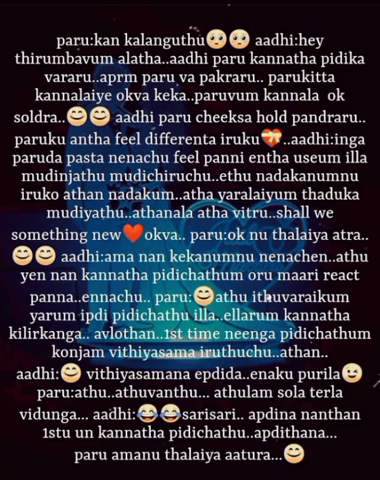 paru:kan kalanguthu🥺🥺 aadhi:hey
thirumbavum alatha..aadhi paru kannatha pidika
vararu..aprm paru va pakraru.. parukitta
kannalaiye okva keka..paruvum kannala ok
soldra..😊😊 aadhi paru cheeksa hold pandraru..
paruku antha feel differenta iruku💝..aadhi:inga
paruda pasta nenachu feel panni entha useum illa
mudinjathu mudichiruchu..ethu nadakanumnu
iruko athan nadakum..atha yaralaiyum thaduka
mudiyathu..athanala atha vitru..shall we
something new❤️okva.. paru:ok nu thalaiya atra..
😊😊 aadhi:ama nan kekanumnu nenachen..athu
yen nan kannatha pidichathum oru maari react
panna..ennachu.. paru:😊athu ithuvaraikum
yarum ipdi pidichathu illa..ellarum kannatha
kilirkanga.. avlothan..1st time neenga pidichathum
konjam vithiyasama iruthuchu..athan..
aadhi:😊 vithiyasamana epdida..enaku purila😉
paru:athu..athuvanthu... athulam sola terla
vidunga... aadhi:😂😂sarisari.. apdina nanthan
1stu un kannatha pidichathu..apdithana...
paru amanu thalaiya aatura...😊